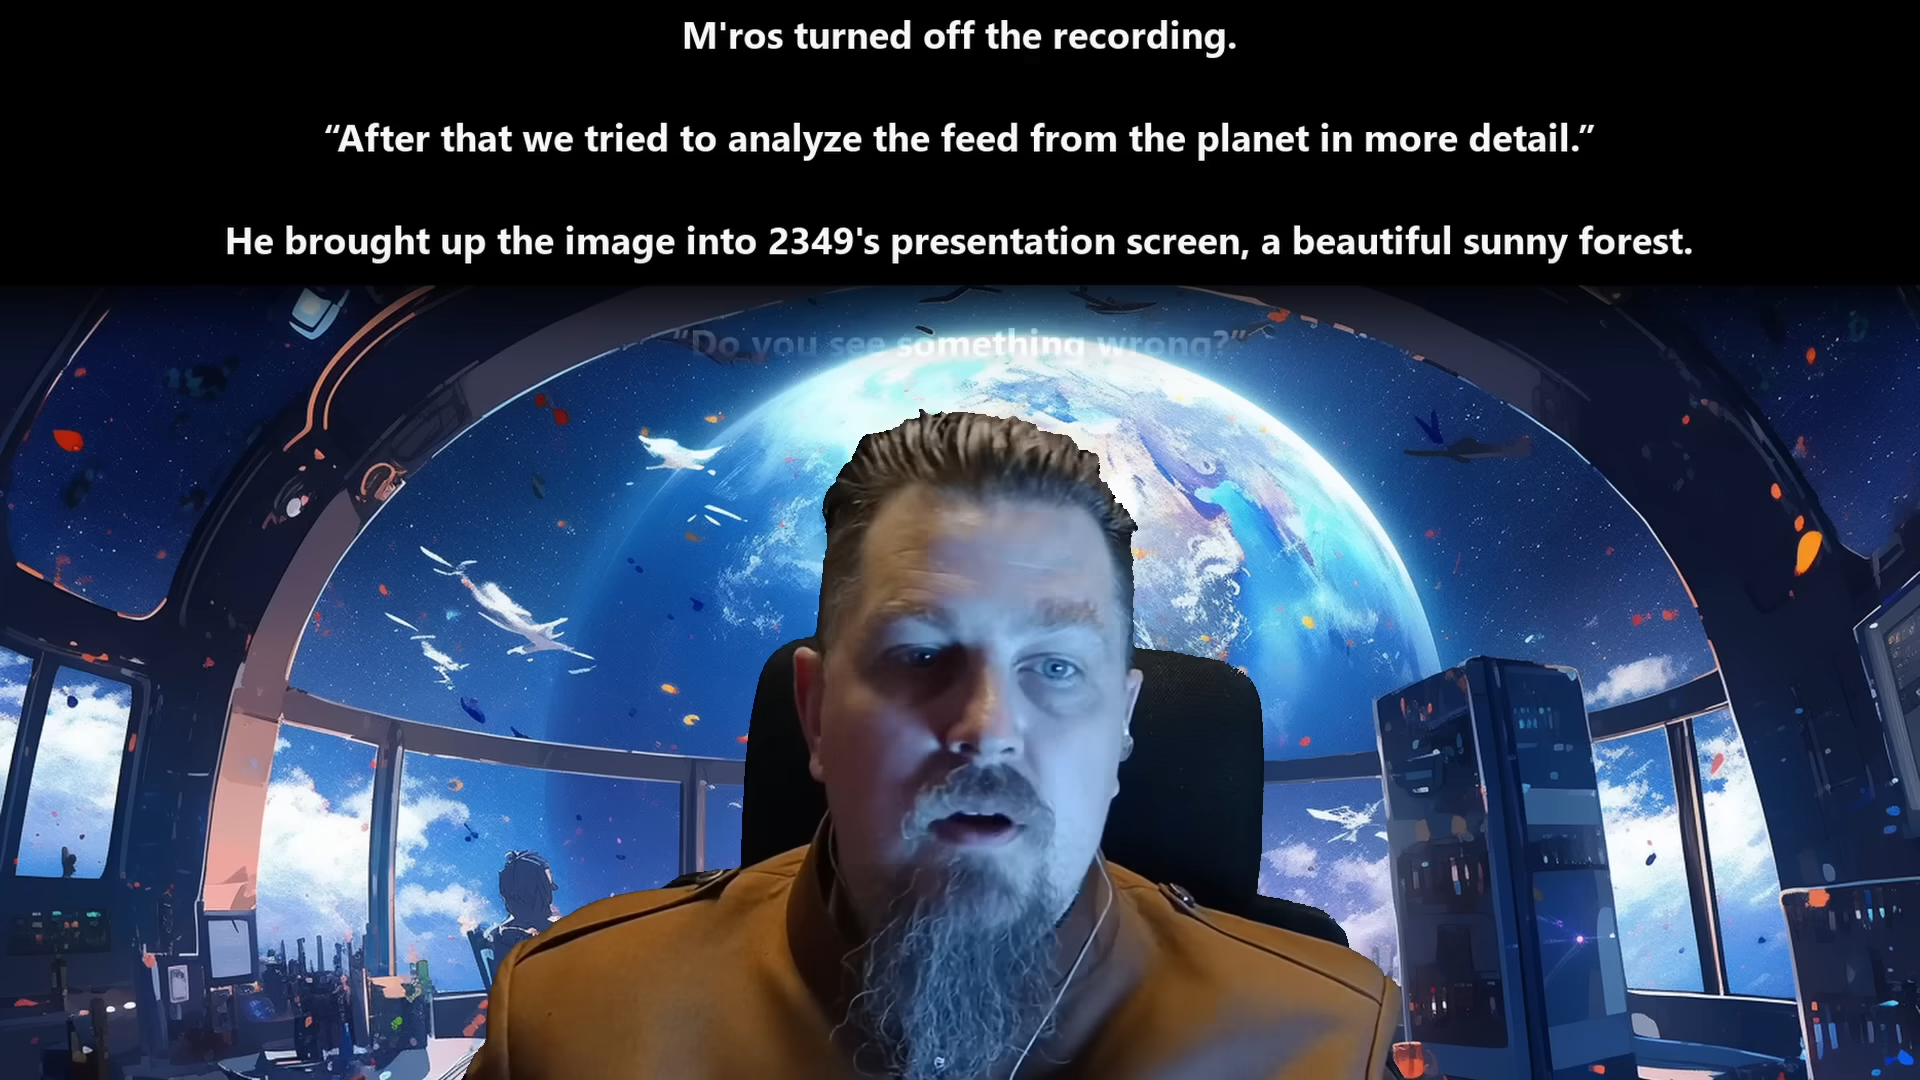 M'ros turned off the recording.
“After that we tried to analyze the feed from the planet in more detail.”
He brought up the image into 2349's presentation screen, a beautiful sunny forest.
“Do you see something wrong?”